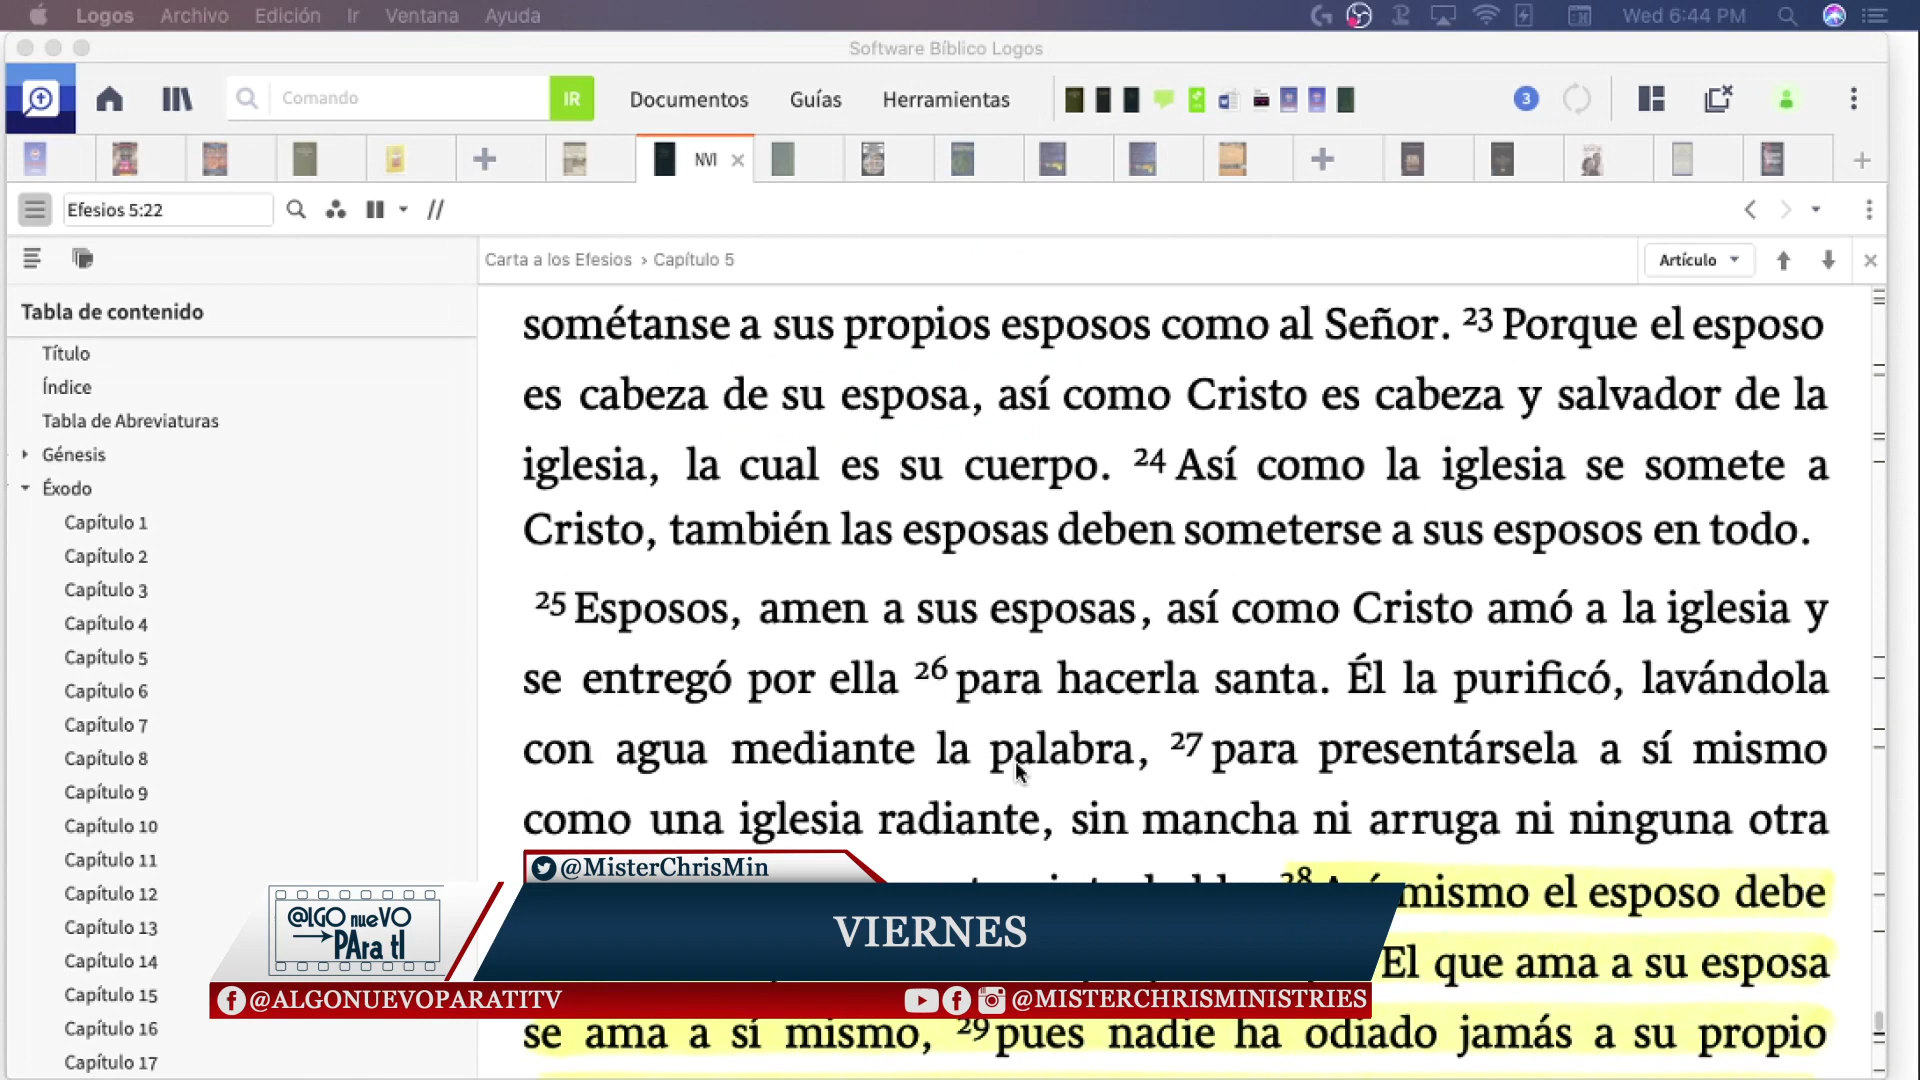 Logos Archivo Edición Ir Ventana Ayuda Wed 6:44 PM
Software Bíblico Logos
Comando IR Documentos Guías Herramientas 3
NVI
Efesios 5:22
Carta a los Efesios › Capítulo 5 Artículo
Tabla de contenido
Título
Índice
Tabla de Abreviaturas
Génesis
Éxodo
Capítulo 1
Capítulo 2
Capítulo 3
Capítulo 4
Capítulo 5
Capítulo 6
Capítulo 7
Capítulo 8
Capítulo 9
Capítulo 10
Capítulo 11
Capítulo 12
Capítulo 13
Capítulo 14
Capítulo 15
Capítulo 16
Capítulo 17
sométanse a sus propios esposos como al Señor. 23 Porque el esposo
es cabeza de su esposa, así como Cristo es cabeza y salvador de la
iglesia, la cual es su cuerpo. 24 Así como la iglesia se somete a
Cristo, también las esposas deben someterse a sus esposos en todo.
25 Esposos, amen a sus esposas, así como Cristo amó a la iglesia y
se entregó por ella 26 para hacerla santa. Él la purificó, lavándola
con agua mediante la palabra, 27 para presentársela a sí mismo
como una iglesia radiante, sin mancha ni arruga ni ninguna otra
mismo el esposo debe
El que ama a su esposa
se ama a sí mismo, 29 pues nadie ha odiado jamás a su propio
@MisterChrisMin
@LGO nueVO
PAra tI
VIERNES
@ALGONUEVOPARATITV
@MISTERCHRISMINISTRIES